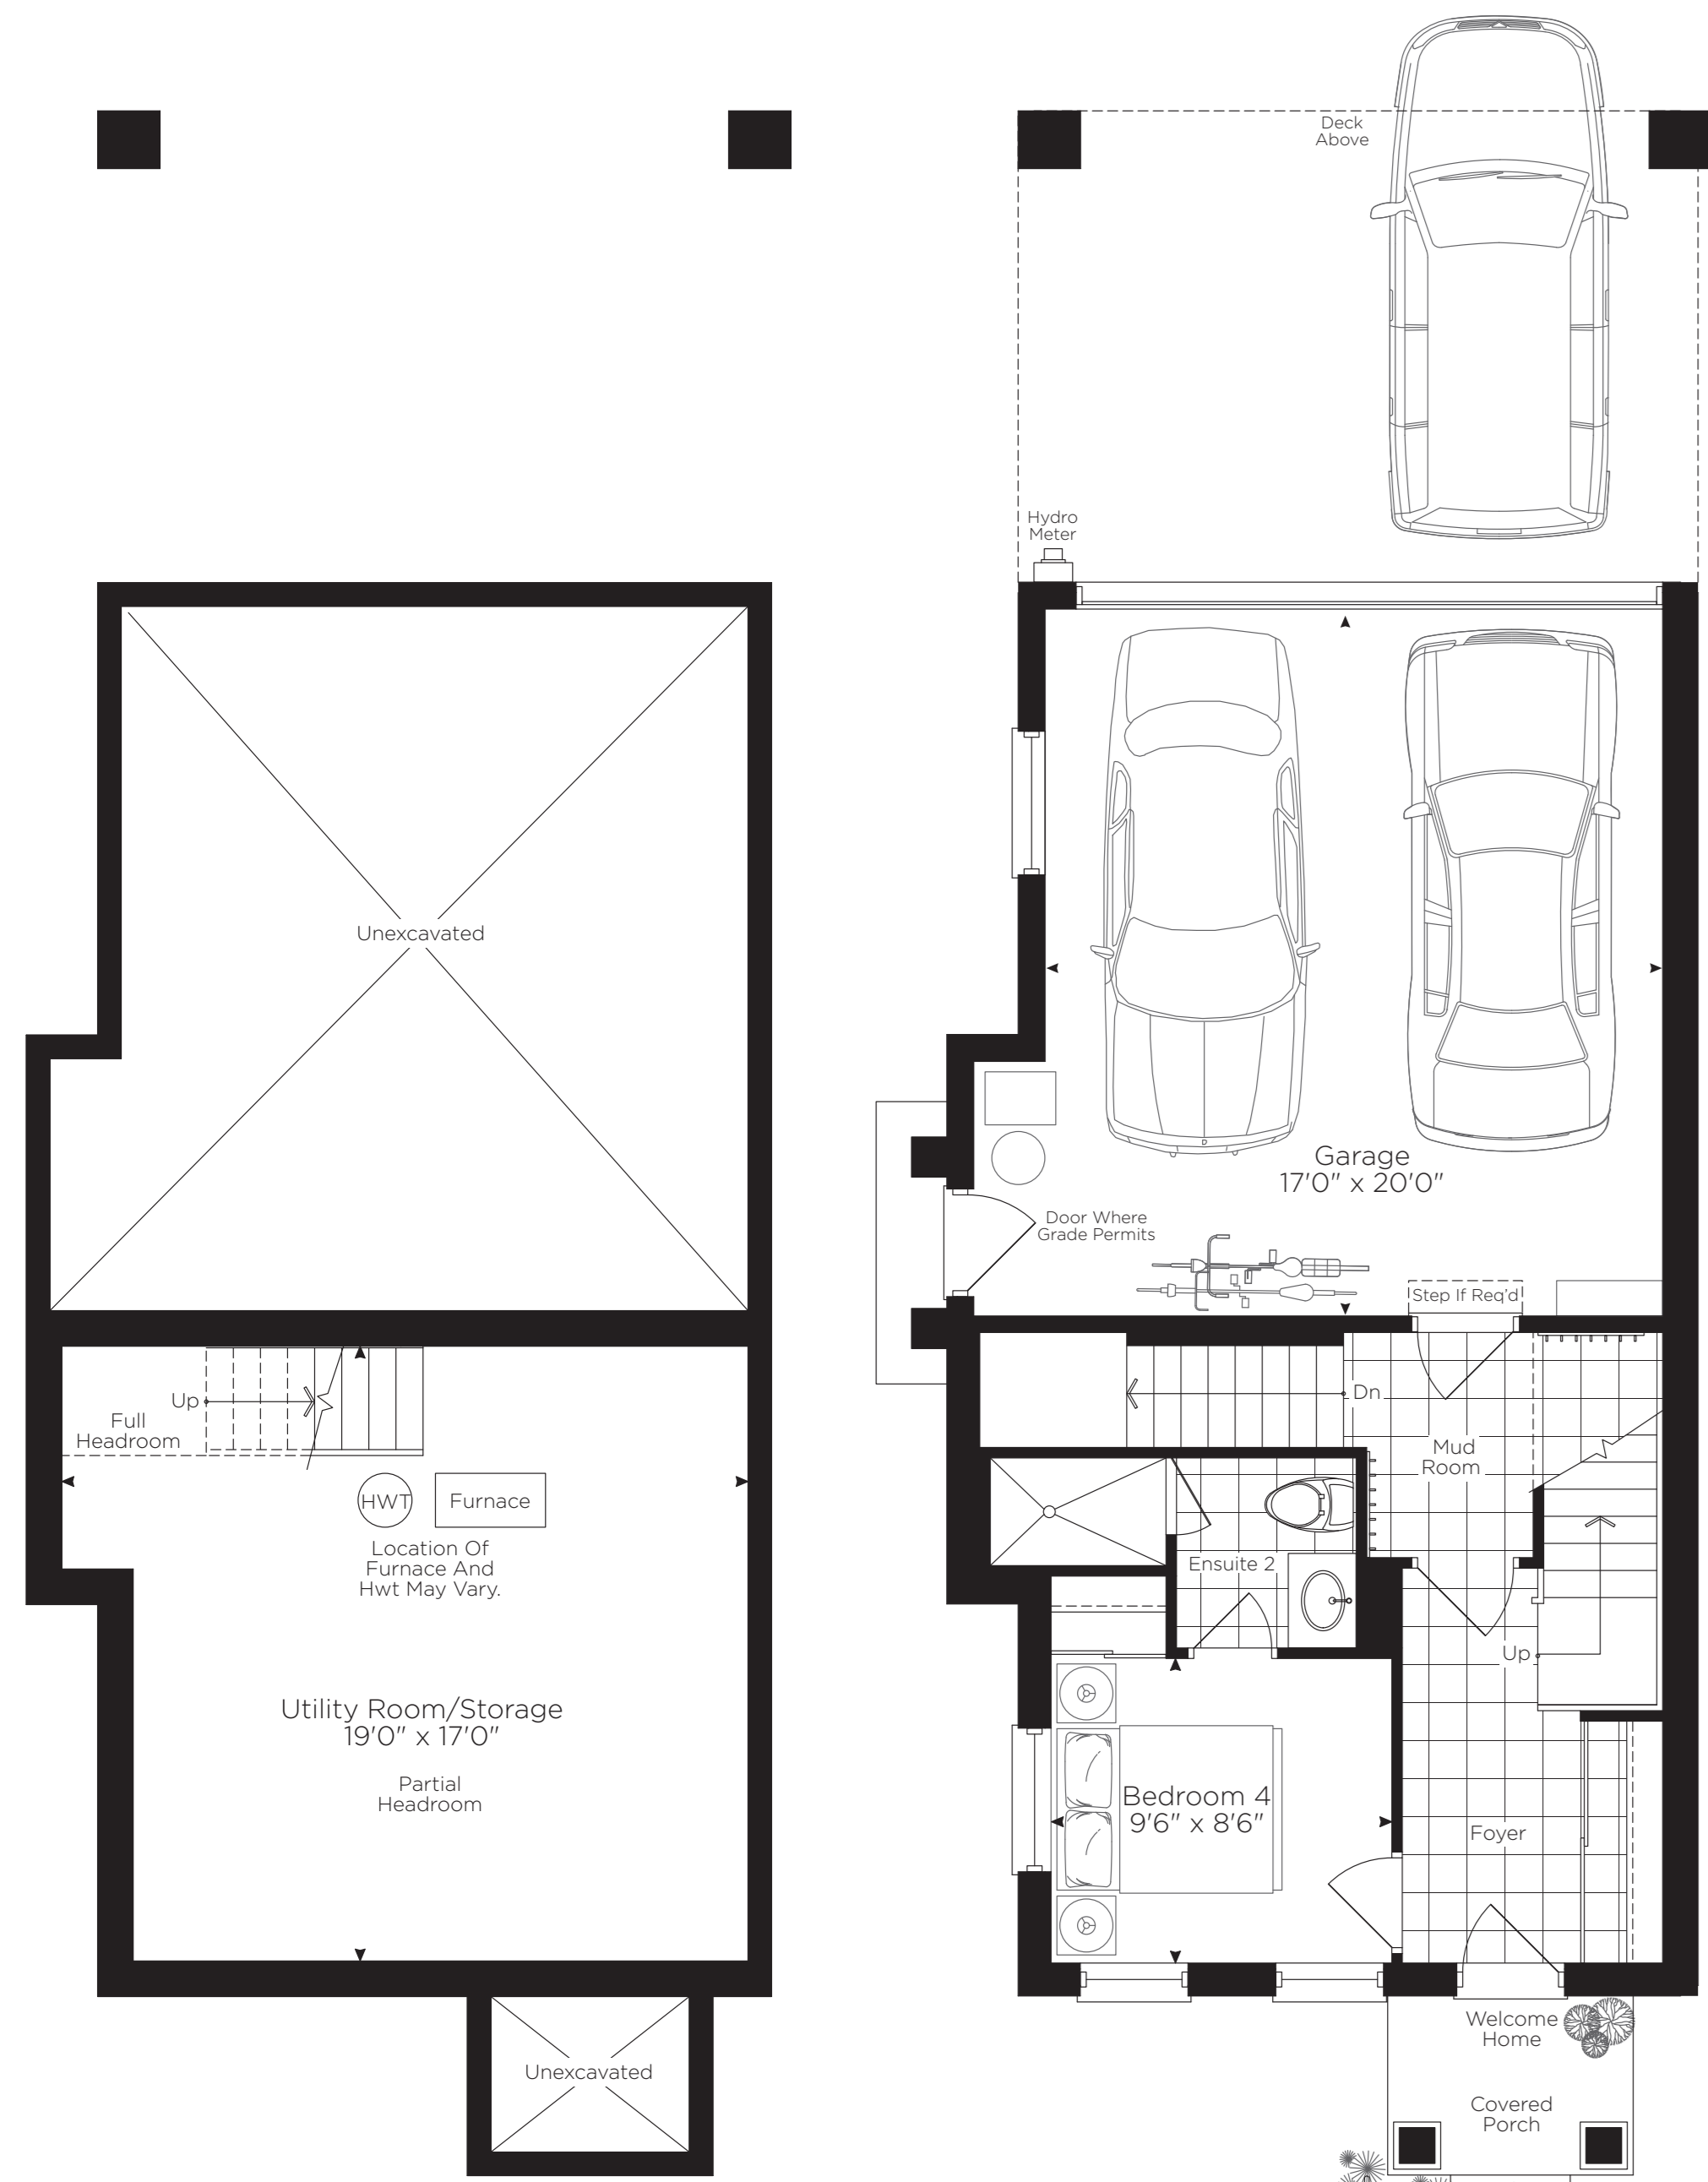 Deck
Above
Hydro
Meter
Unexcavated
Garage
17'0" x 20'0"
Door Where
Grade Permits
Step If Req'd
Up
Full
Headroom
HWT
Furnace
Location Of
Furnace And
Hwt May Vary.
Utility Room/Storage
19'0" x 17'0"
Partial
Headroom
Unexcavated
Dn
Mud
Room
Ensuite 2
Up
Bedroom 4
9'6" x 8'6"
Foyer
Welcome
Home
Covered
Porch